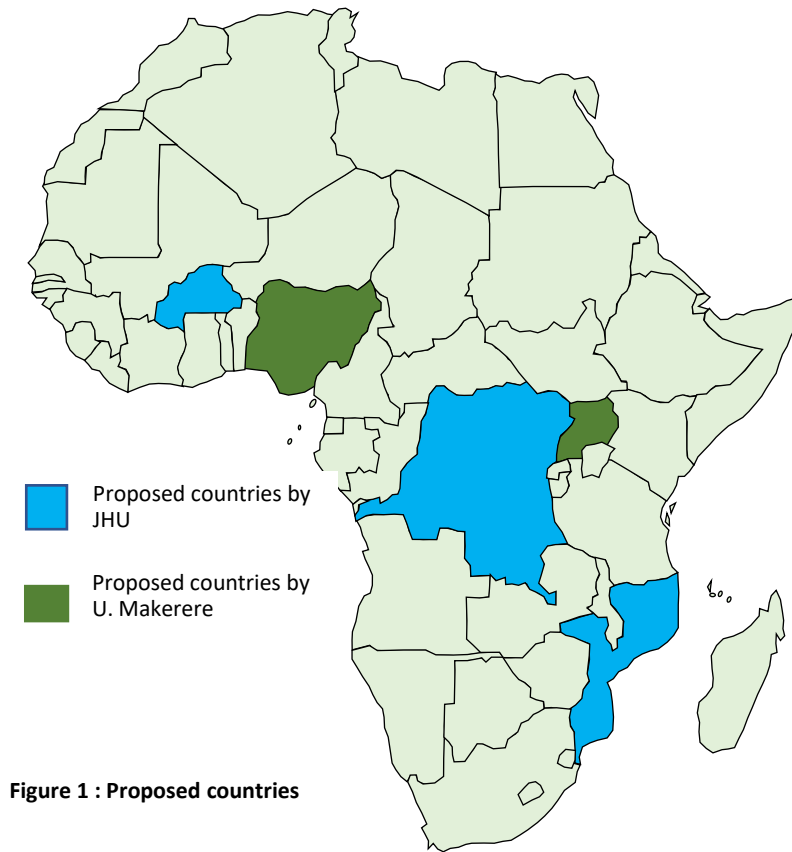 Proposed countries by
JHU
Proposed countries by
U. Makerere
Figure 1 : Proposed countries